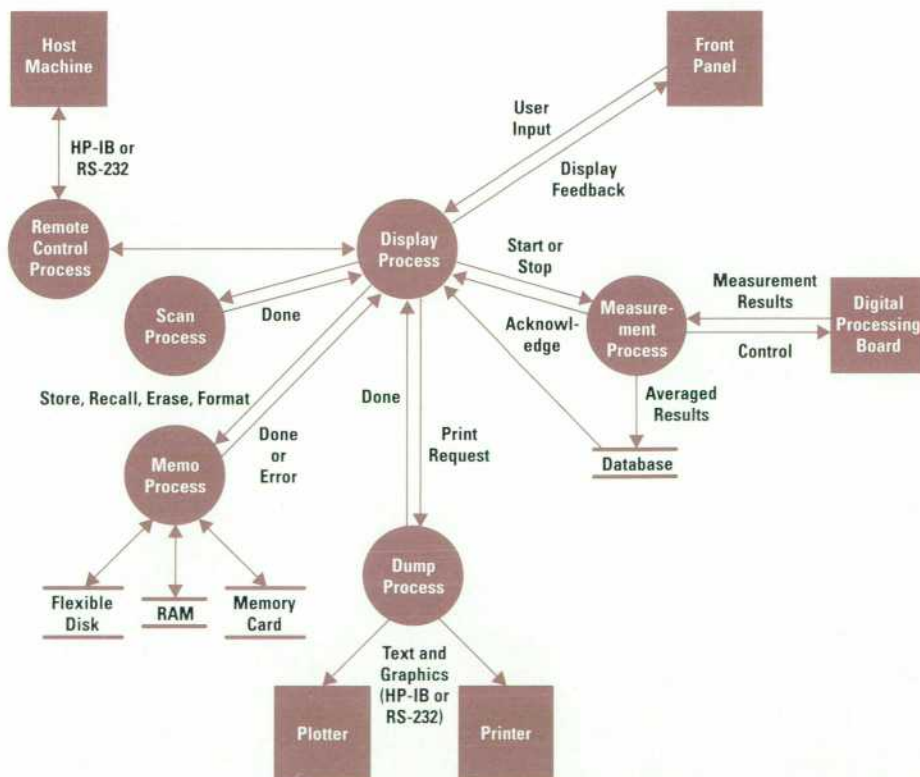 Host
Machine
Front
Panel
User
Input
HP-IB or
RS-232
Display
Feedback
Remote
Control
Process
Display
Process
Start or
Stop
Measurement
Results
Scan
Process
Done
Acknowl-
edge
Measure-
ment
Process
Digital
Processing
Board
Control
Store, Recall, Erase, Format
Done
Averaged
Results
Done
or
Error
Print
Request
Database
Memo
Process
Flexible
Disk
RAM
Memory
Card
Dump
Process
Text and
Graphics
(HP-IB or
RS-232)
Plotter
Printer